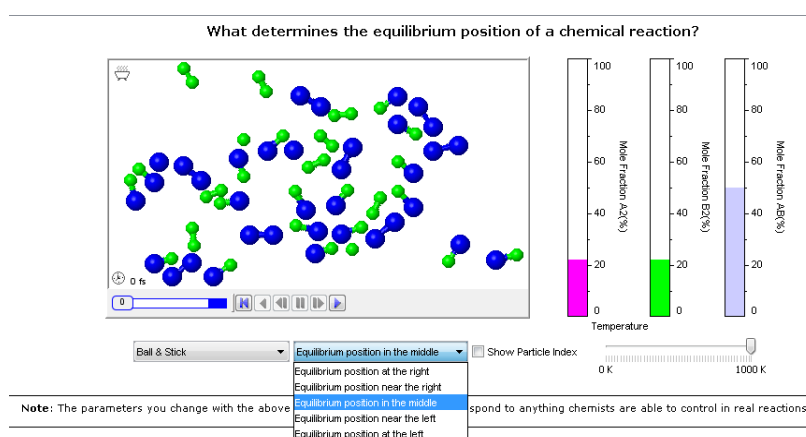 What determines the equilibrium position of a chemical reaction?
0 fs
0
100
80
60
40
20
0
Mole Fraction A2(%)
100
80
60
40
20
0
Mole Fraction B2(%)
100
80
60
40
20
0
Mole Fraction AB(%)
Temperature
0 K
1000 K
Ball & Stick
Equilibrium position in the middle
Show Particle Index
Equilibrium position at the right
Equilibrium position near the right
Equilibrium position in the middle
Equilibrium position near the left
Equilibrium position at the left
Note: The parameters you change with the above spond to anything chemists are able to control in real reactions